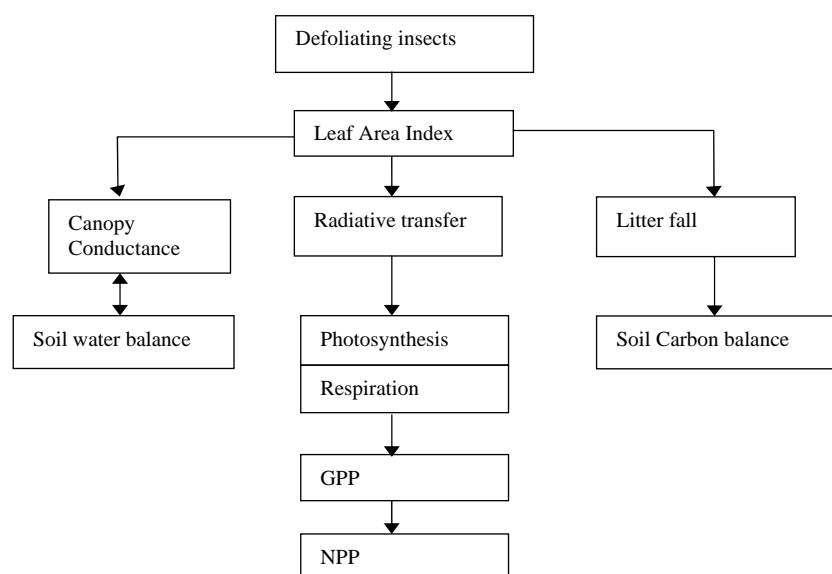 Defoliating insects
Leaf Area Index
Canopy
Conductance
Radiative transfer
Litter fall
Soil water balance
Photosynthesis
Soil Carbon balance
Respiration
GPP
NPP